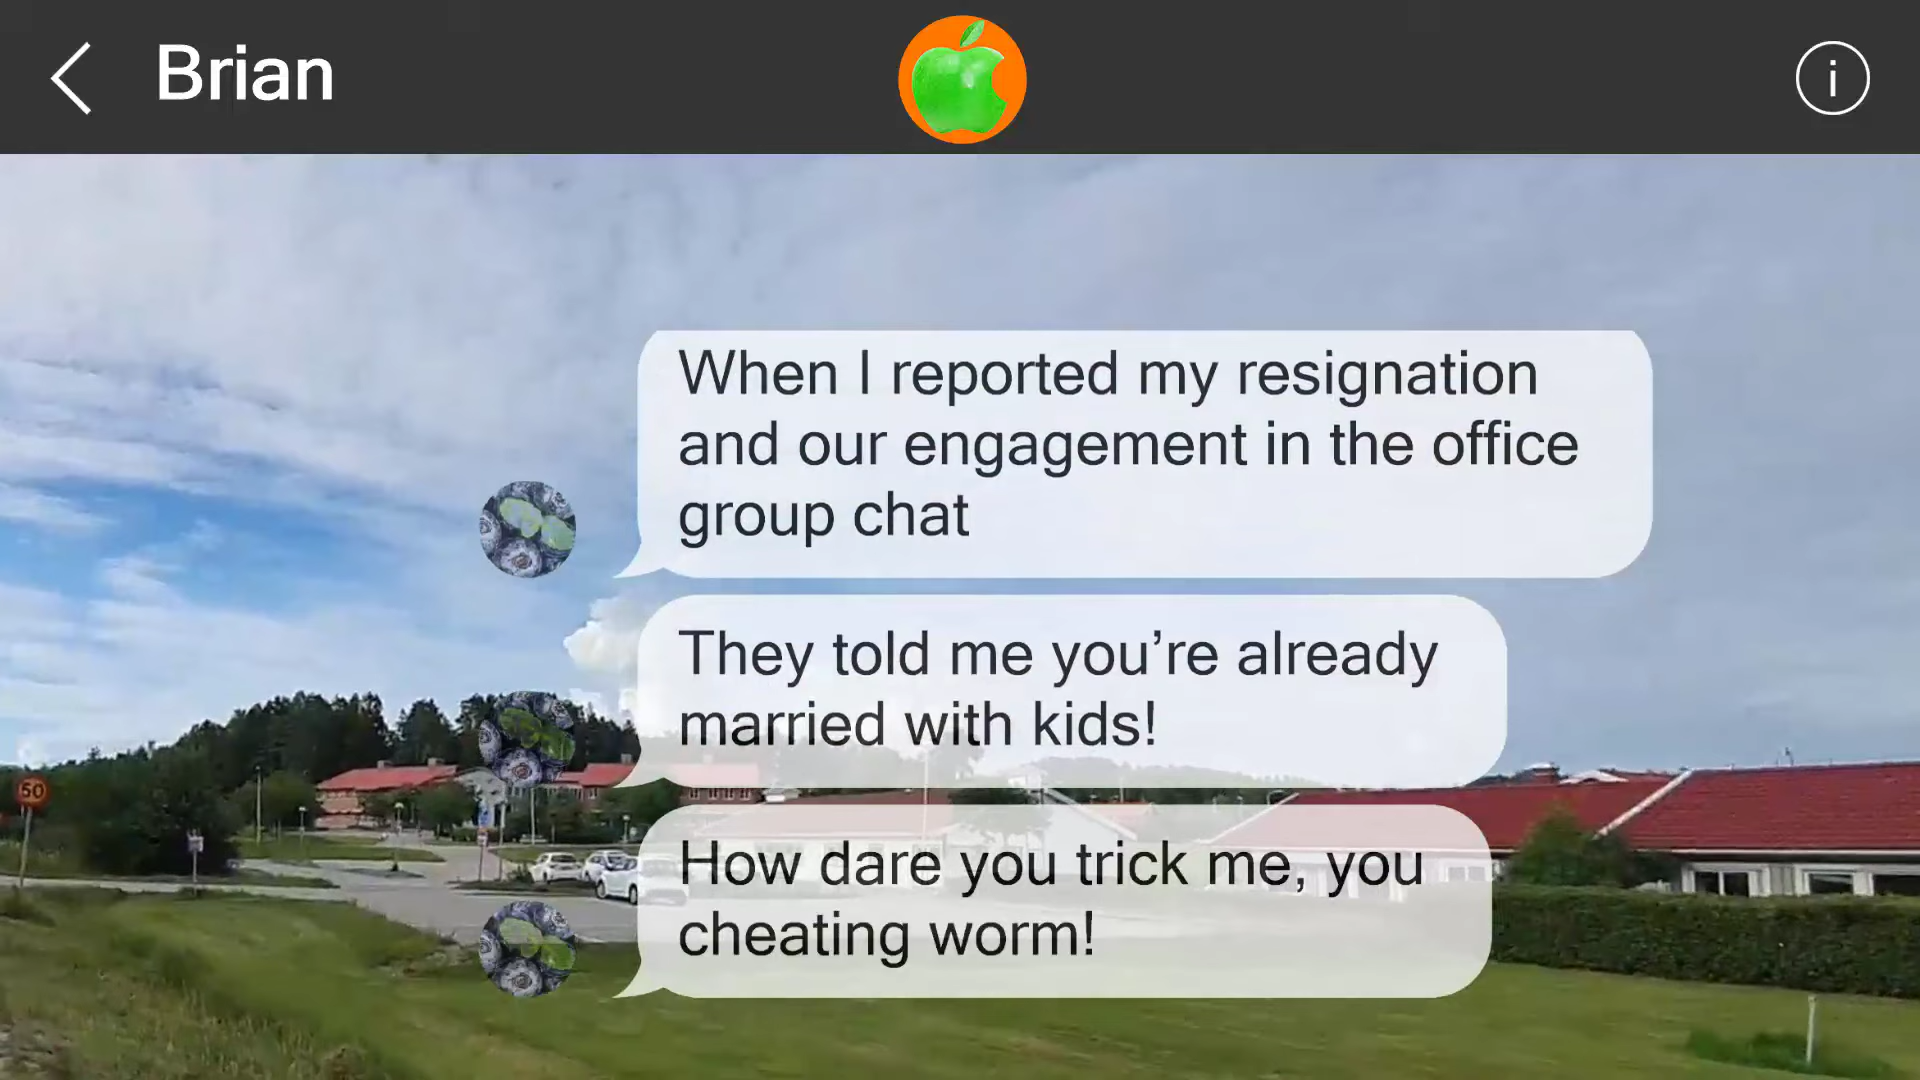 Brian
i
When I reported my resignation
and our engagement in the office
group chat
They told me you’re already
married with kids!
50
How dare you trick me, you
cheating worm!